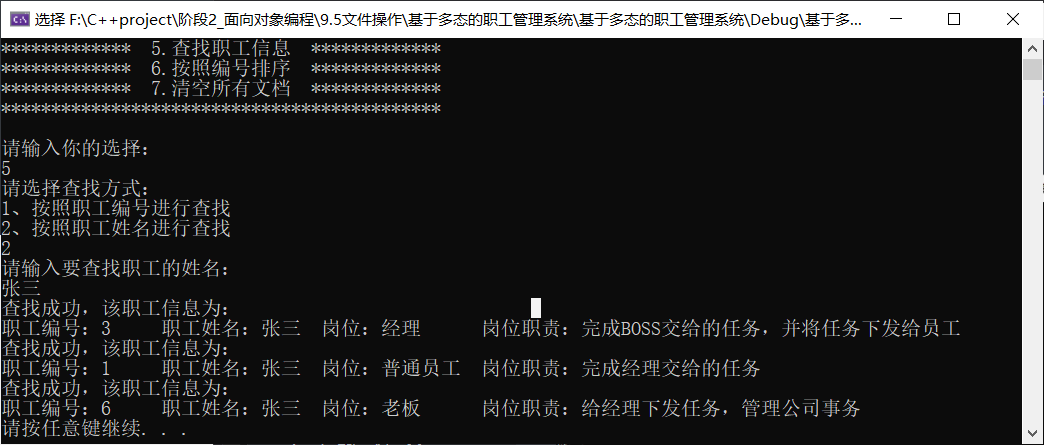 选择 F:\C++project\阶段2_面向对象编程\9.5文件操作\基于多态的职工管理系统\基于多态的职工管理系统\Debug\基于多...
*************  5.查找职工信息  *************
*************  6.按照编号排序  *************
*************  7.清空所有文档  *************
********************************************
请输入你的选择：
5
请选择查找方式：
1、按照职工编号进行查找
2、按照职工姓名进行查找
2
请输入要查找职工的姓名：
张三
查找成功，该职工信息为：
职工编号：3     职工姓名：张三  岗位：经理      岗位职责：完成BOSS交给的任务，并将任务下发给员工
查找成功，该职工信息为：
职工编号：1     职工姓名：张三  岗位：普通员工  岗位职责：完成经理交给的任务
查找成功，该职工信息为：
职工编号：6     职工姓名：张三  岗位：老板      岗位职责：给经理下发任务，管理公司事务
请按任意键继续. . .